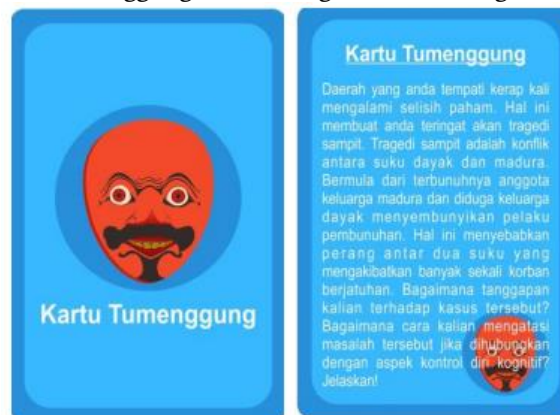 Kartu Tumenggung
Kartu Tumenggung
Daerah yang anda tempati kerap kali
mengalami selisih paham. Hal ini
membuat anda teringat akan tragedi
sampit. Tragedi sampit adalah konflik
antara suku dayak dan madura.
Bermula dari terbunuhnya anggota
keluarga madura dan diduga keluarga
dayak menyembunyikan pelaku
pembunuhan. Hal ini menyebabkan
perang antar dua suku yang
mengakibatkan banyak sekali korban
berjatuhan. Bagaimana tanggapan
kalian terhadap kasus tersebut?
Bagaimana cara kalian mengatasi
masalah tersebut jika dihubungkan
dengan aspek kontrol diri kognitif?
Jelaskan!